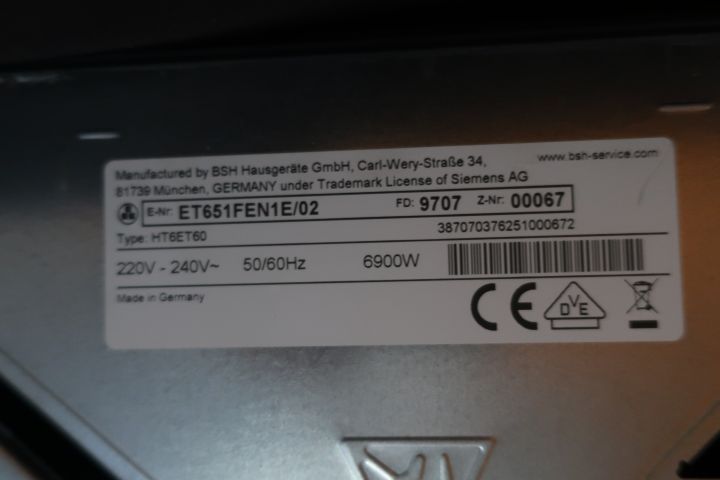 Manufactured by BSH Hausgeräte GmbH, Carl-Wery-Straße 34, www.bsh-service.com
81739 München, GERMANY under Trademark License of Siemens AG
E-Nr: ET651FEN1E/02 FD: 9707 Z-Nr: 00067
Type: HT6ET60 387070376251000672
220V - 240V~ 50/60Hz 6900W
Made in Germany
CE DVE